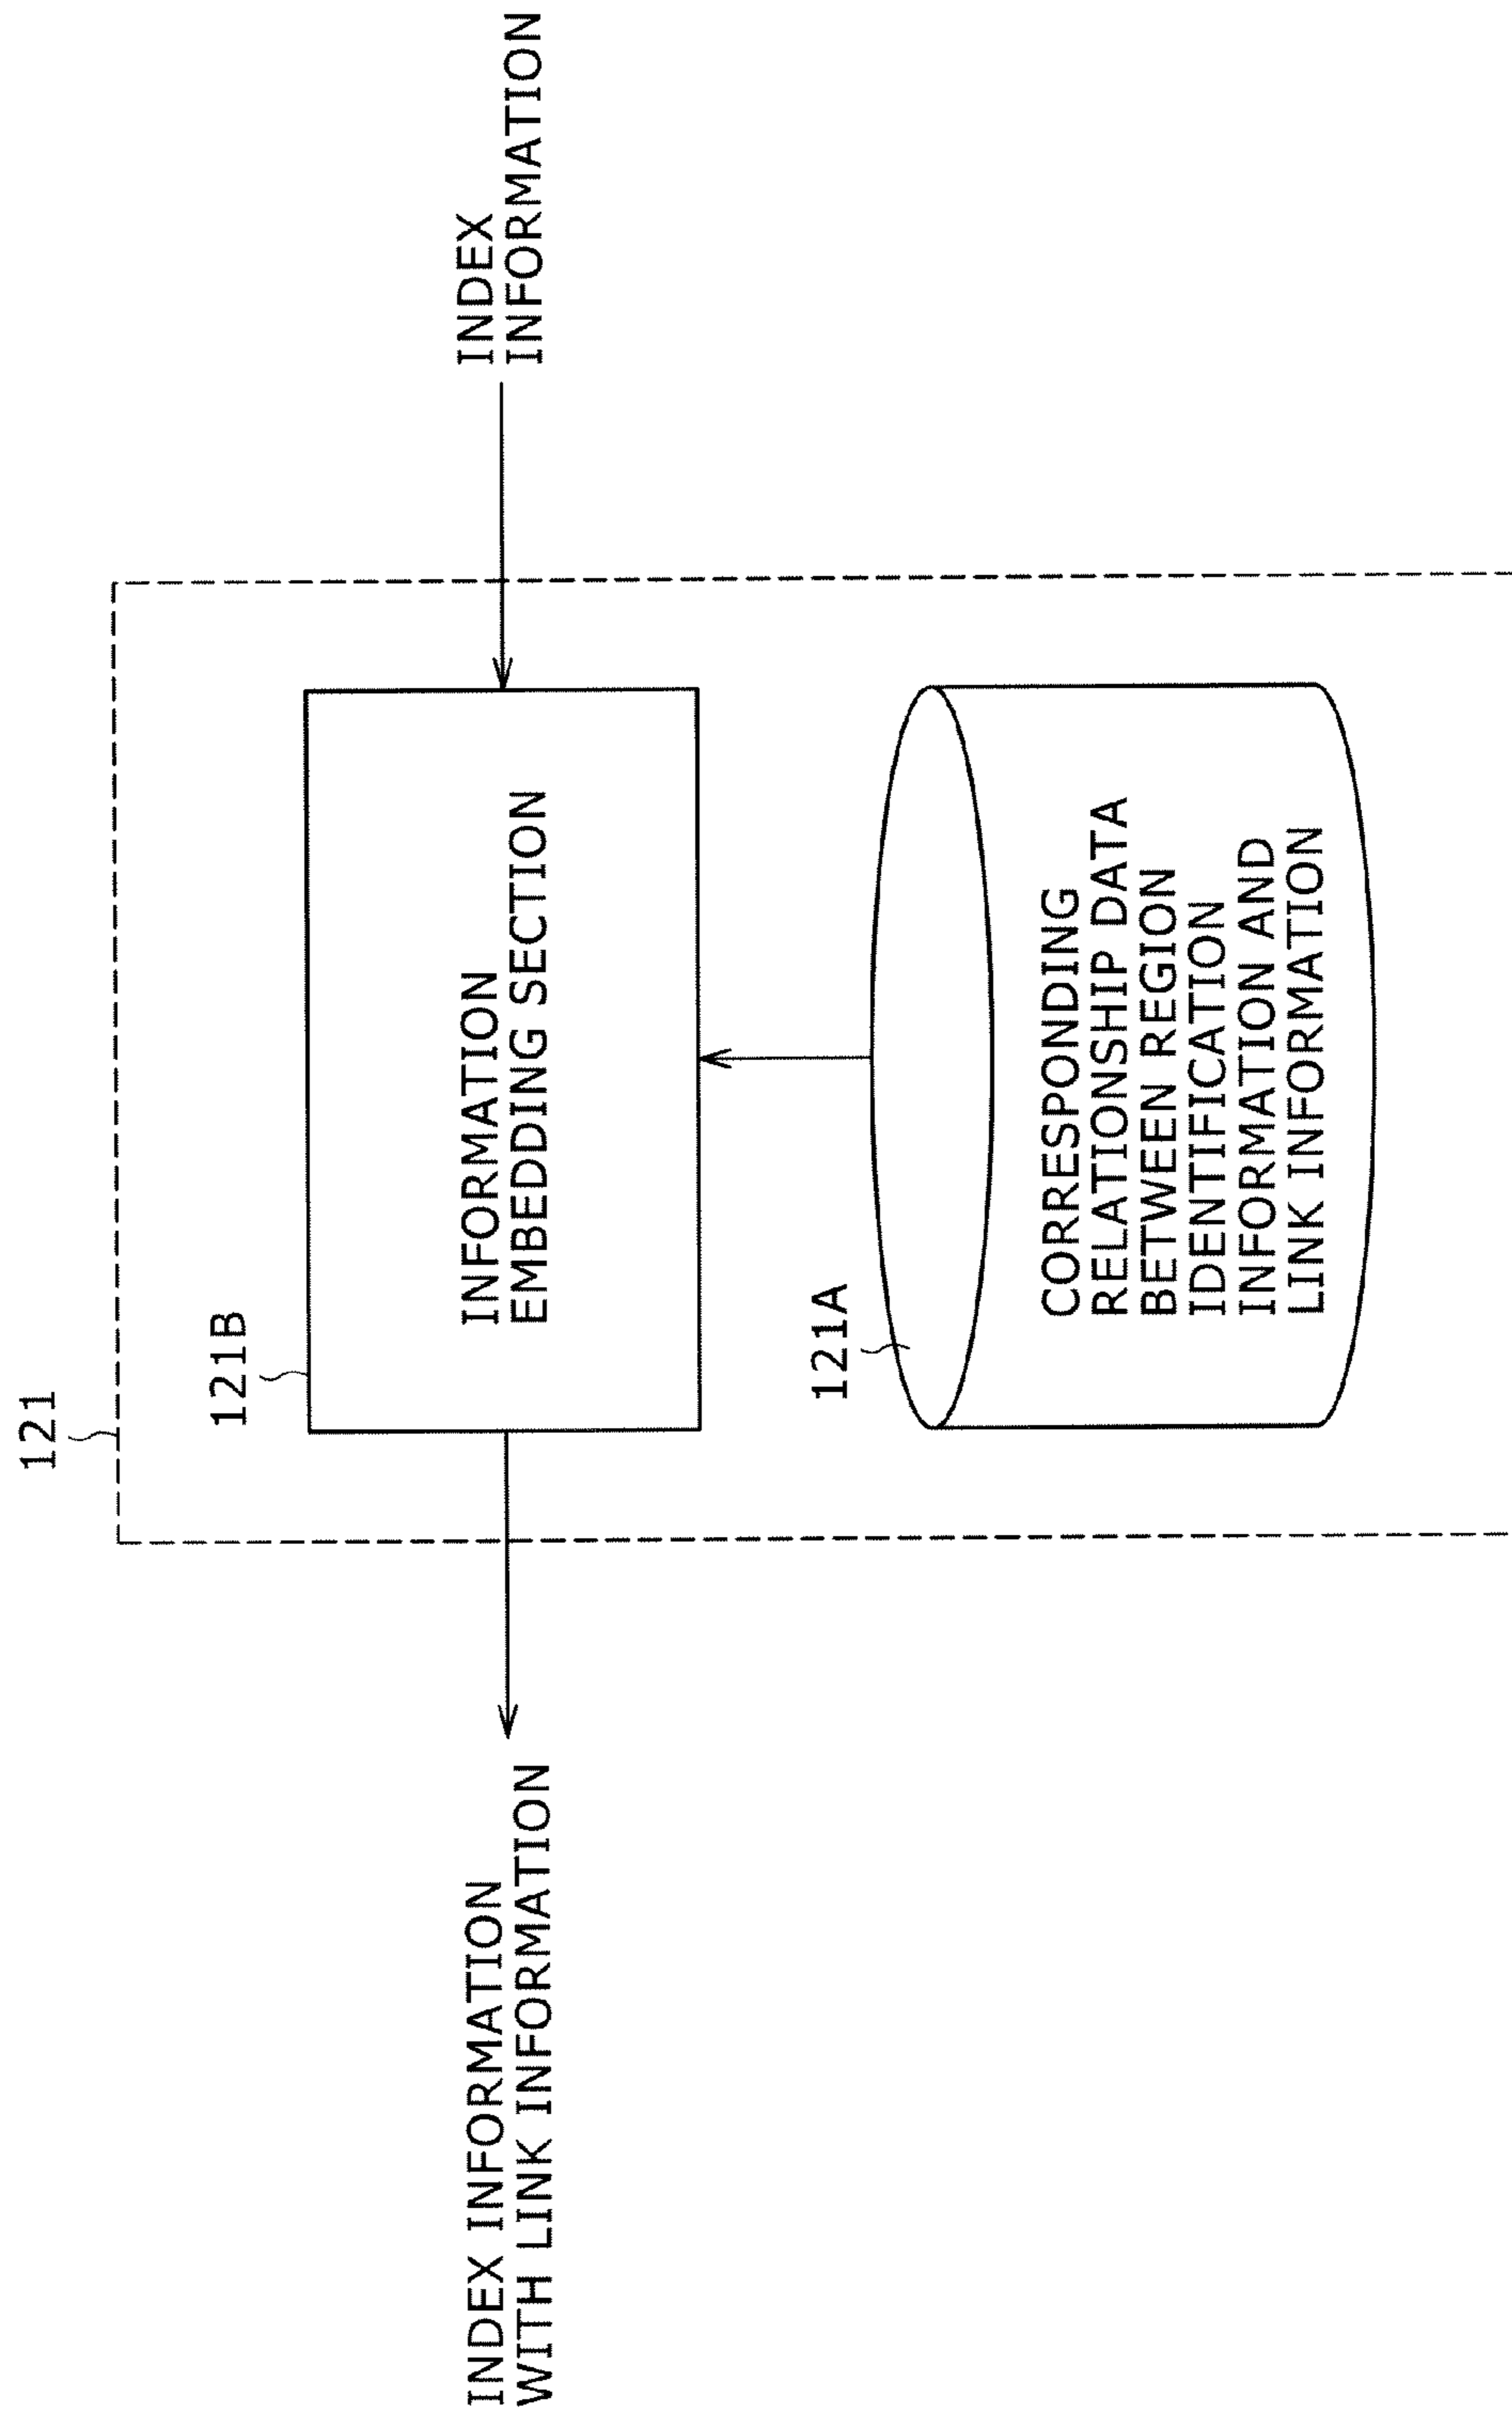 121
121B
INDEX INFORMATION
WITH LINK INFORMATION
INFORMATION
EMBEDDING SECTION
INDEX
INFORMATION
121A
CORRESPONDING
RELATIONSHIP DATA
BETWEEN REGION
IDENTIFICATION
INFORMATION AND
LINK INFORMATION